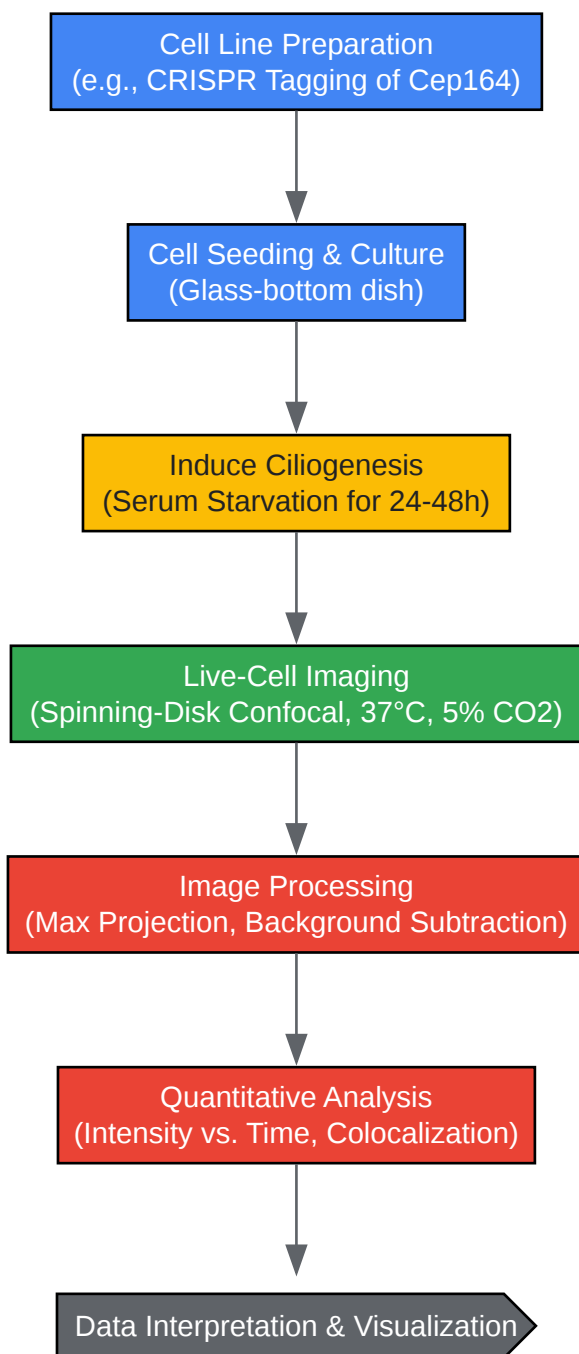 Cell Line Preparation
(e.g., CRISPR Tagging of Cep164)
Cell Seeding & Culture
(Glass-bottom dish)
Induce Ciliogenesis
(Serum Starvation for 24-48h)
Live-Cell Imaging
(Spinning-Disk Confocal, 37°C, 5% CO2)
Image Processing
(Max Projection, Background Subtraction)
Quantitative Analysis
(Intensity vs. Time, Colocalization)
Data Interpretation & Visualization